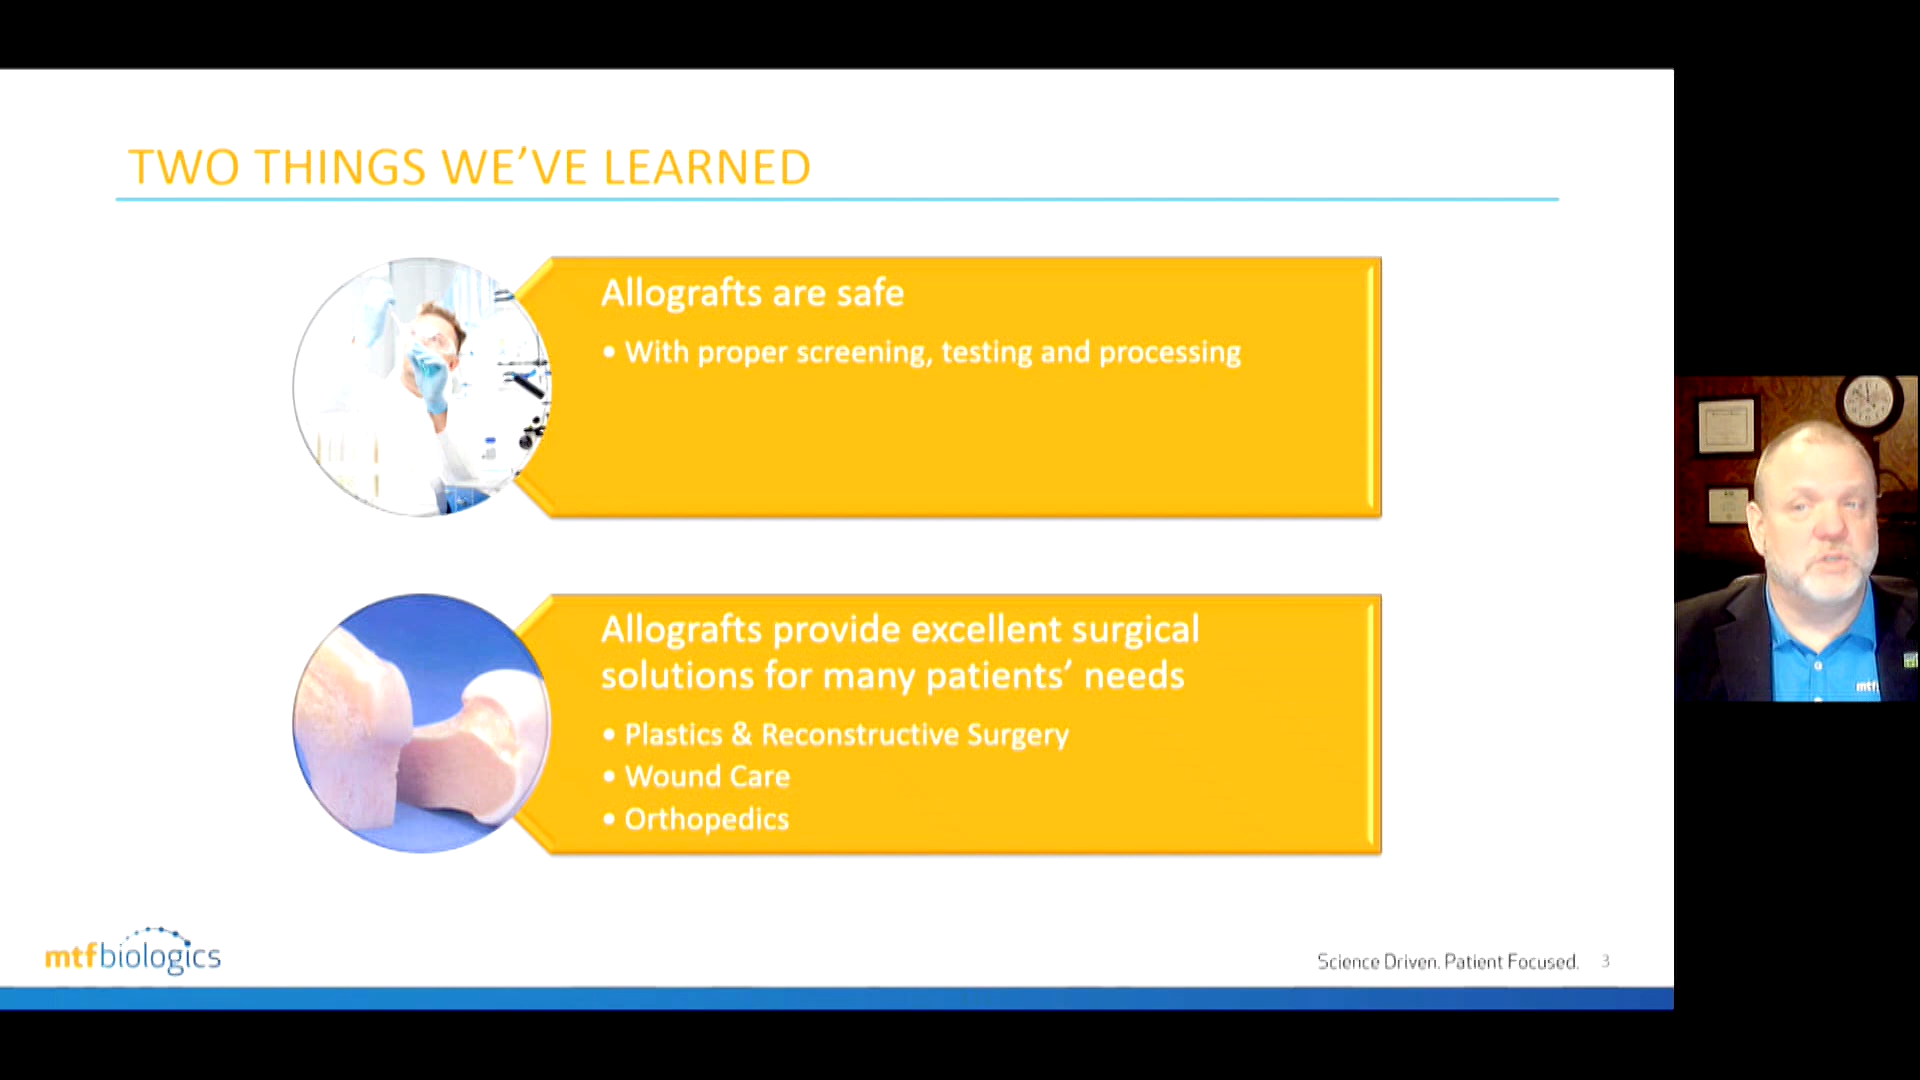 TWO THINGS WE’VE LEARNED
Allografts are safe
• With proper screening, testing and processing
Allografts provide excellent surgical
solutions for many patients’ needs
• Plastics & Reconstructive Surgery
• Wound Care
• Orthopedics
mtfbiologics
Science Driven. Patient Focused. 3
mtf